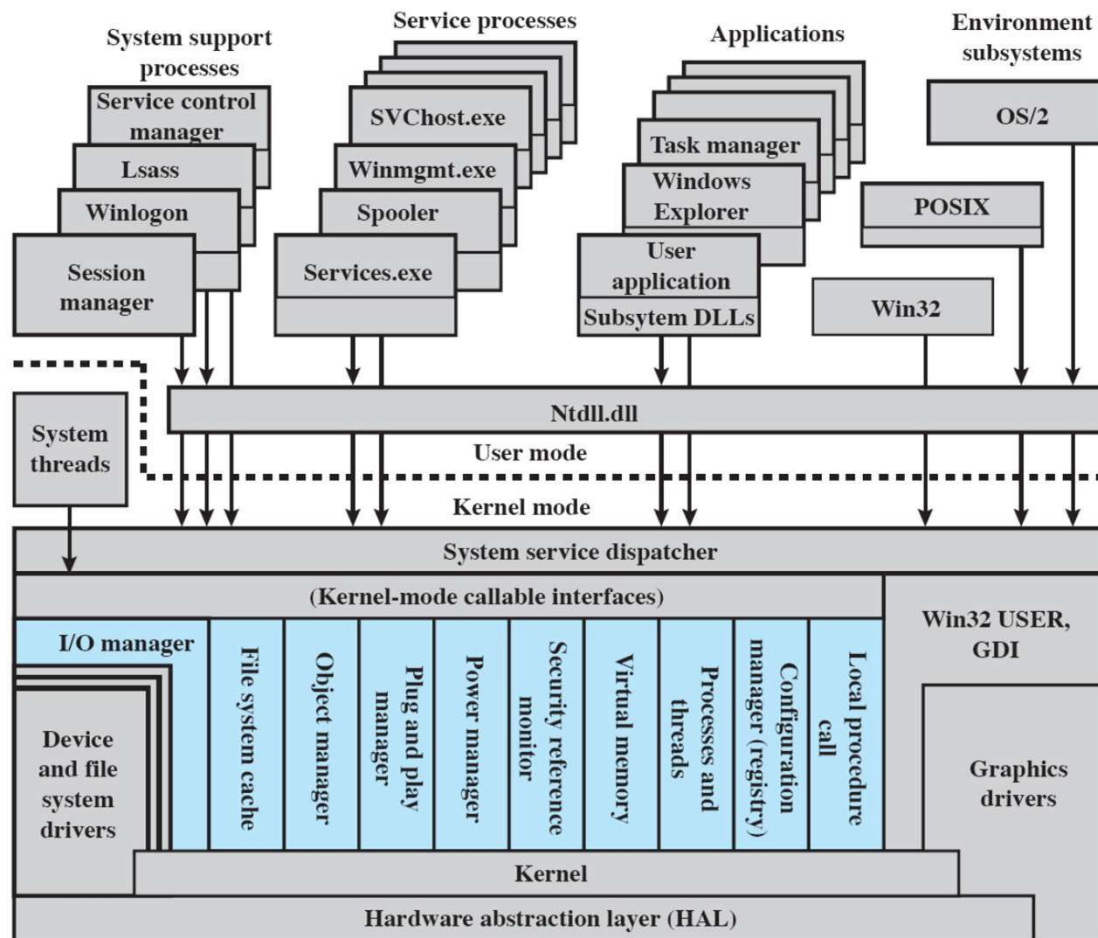 System support
processes
Service processes
Applications
Environment
subsystems
Service control
manager
Lsass
Winlogon
Session
manager
SVChost.exe
Winmgmt.exe
Spooler
Services.exe
Task manager
Windows
Explorer
User
application
Subsytem DLLs
OS/2
POSIX
Win32
Ntdll.dll
System
threads
User mode
Kernel mode
System service dispatcher
(Kernel-mode callable interfaces)
I/O manager
Device
and file
system
drivers
File system cache
Object manager
Plug and play
manager
Power manager
Security reference
monitor
Virtual memory
Processes and
threads
Configuration
manager (registry)
Local procedure
call
Win32 USER,
GDI
Graphics
drivers
Kernel
Hardware abstraction layer (HAL)